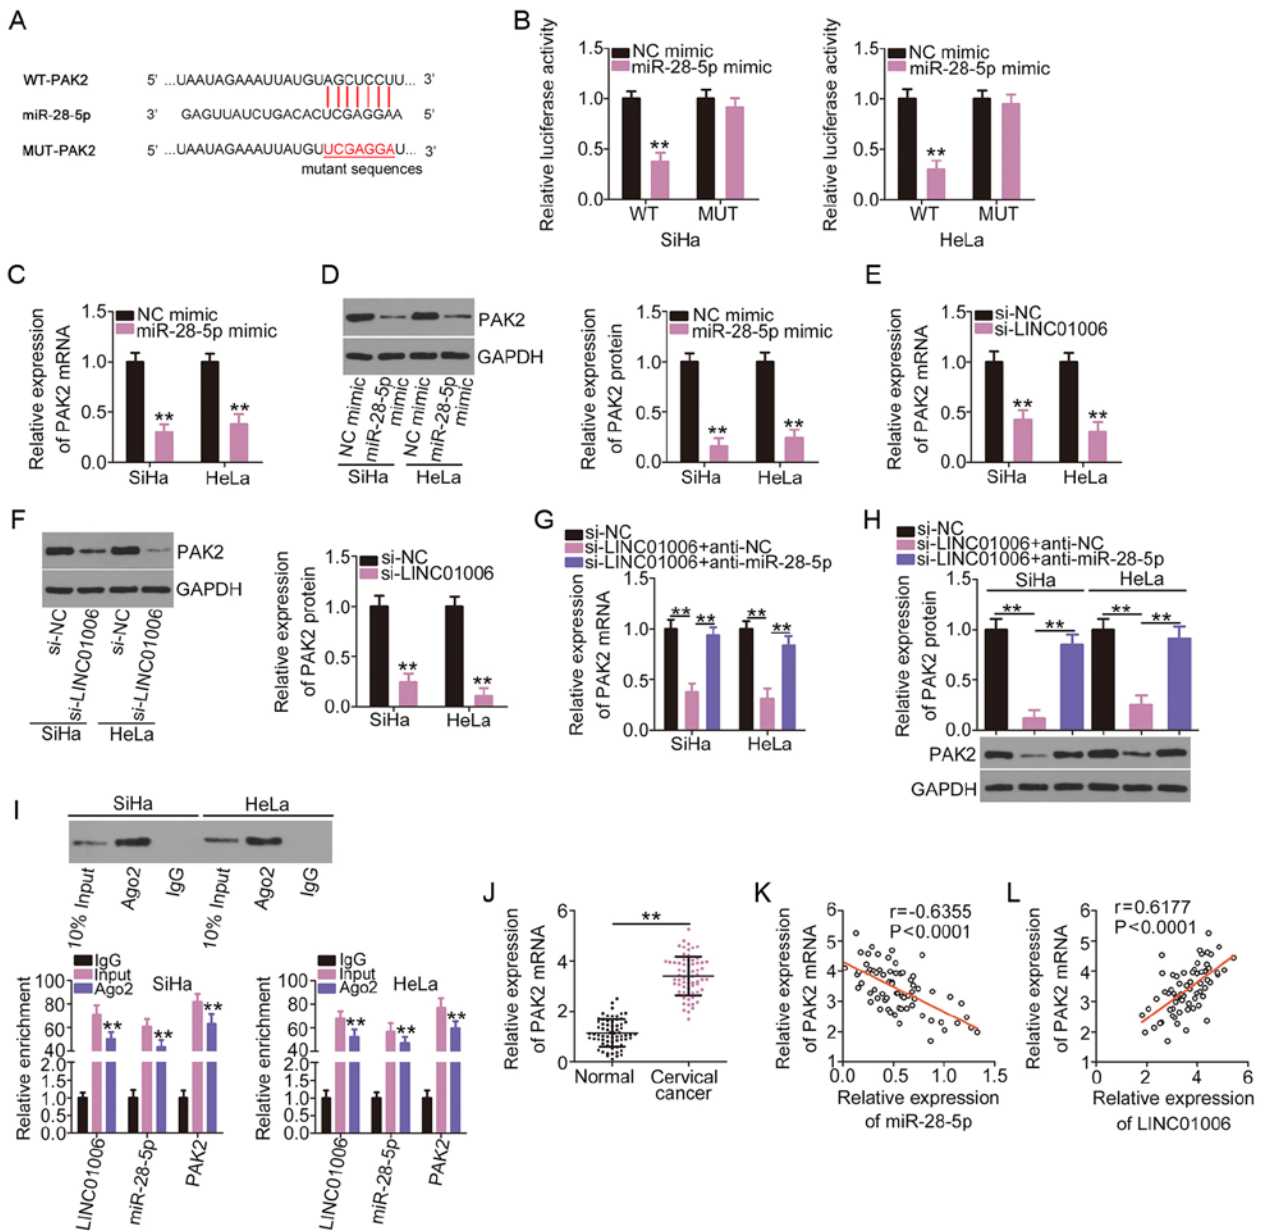 A
WT-PAK2 5' ...UAAUAGAAAUUAUGUAGCUCCUU... 3'
miR-28-5p 3' GAGUUAUCUGACACUCGAGGAA 5'
MUT-PAK2 5' ...UAAUAGAAAUUAUGUUCGAGGAU... 3'
mutant sequences
B
Relative luciferase activity
1.5
1.0
0.5
0.0
NC mimic
miR-28-5p mimic
**
WT MUT
SiHa
Relative luciferase activity
1.5
1.0
0.5
0.0
NC mimic
miR-28-5p mimic
**
WT MUT
HeLa
C
Relative expression
of PAK2 mRNA
1.5
1.0
0.5
0.0
NC mimic
miR-28-5p mimic
** **
SiHa HeLa
D
PAK2
GAPDH
NC mimic
miR-28-5p
mimic
NC mimic
miR-28-5p
mimic
SiHa HeLa
Relative expression
of PAK2 protein
1.5
1.0
0.5
0.0
NC mimic
miR-28-5p mimic
** **
SiHa HeLa
E
Relative expression
of PAK2 mRNA
1.5
1.0
0.5
0.0
si-NC
si-LINC01006
** **
SiHa HeLa
F
PAK2
GAPDH
si-NC
si-LINC01006
si-NC
si-LINC01006
SiHa HeLa
Relative expression
of PAK2 protein
1.5
1.0
0.5
0.0
si-NC
si-LINC01006
** **
SiHa HeLa
G
si-NC
si-LINC01006+anti-NC
si-LINC01006+anti-miR-28-5p
Relative expression
of PAK2 mRNA
1.5
1.0
0.5
0.0
** ** ** **
SiHa HeLa
H
si-NC
si-LINC01006+anti-NC
si-LINC01006+anti-miR-28-5p
SiHa HeLa
Relative expression
of PAK2 protein
1.5
1.0
0.5
0.0
** ** ** **
PAK2
GAPDH
I
SiHa HeLa
10% Input
Ago2
IgG
10% Input
Ago2
IgG
IgG
Input
Ago2
SiHa
Relative enrichment
100
80
60
40
2.0
1.5
1.0
0.5
0.0
** ** **
LINC01006
miR-28-5p
PAK2
IgG
Input
Ago2
HeLa
Relative enrichment
100
80
60
40
2.0
1.5
1.0
0.5
0.0
** ** **
LINC01006
miR-28-5p
PAK2
J
Relative expression
of PAK2 mRNA
6
4
2
0
**
Normal Cervical
cancer
K
Relative expression
of PAK2 mRNA
6
5
4
3
2
1
r=-0.6355
P<0.0001
0.0 0.5 1.0 1.5
Relative expression
of miR-28-5p
L
Relative expression
of PAK2 mRNA
6
5
4
3
2
1
r=0.6177
P<0.0001
0 2 4 6
Relative expression
of LINC01006